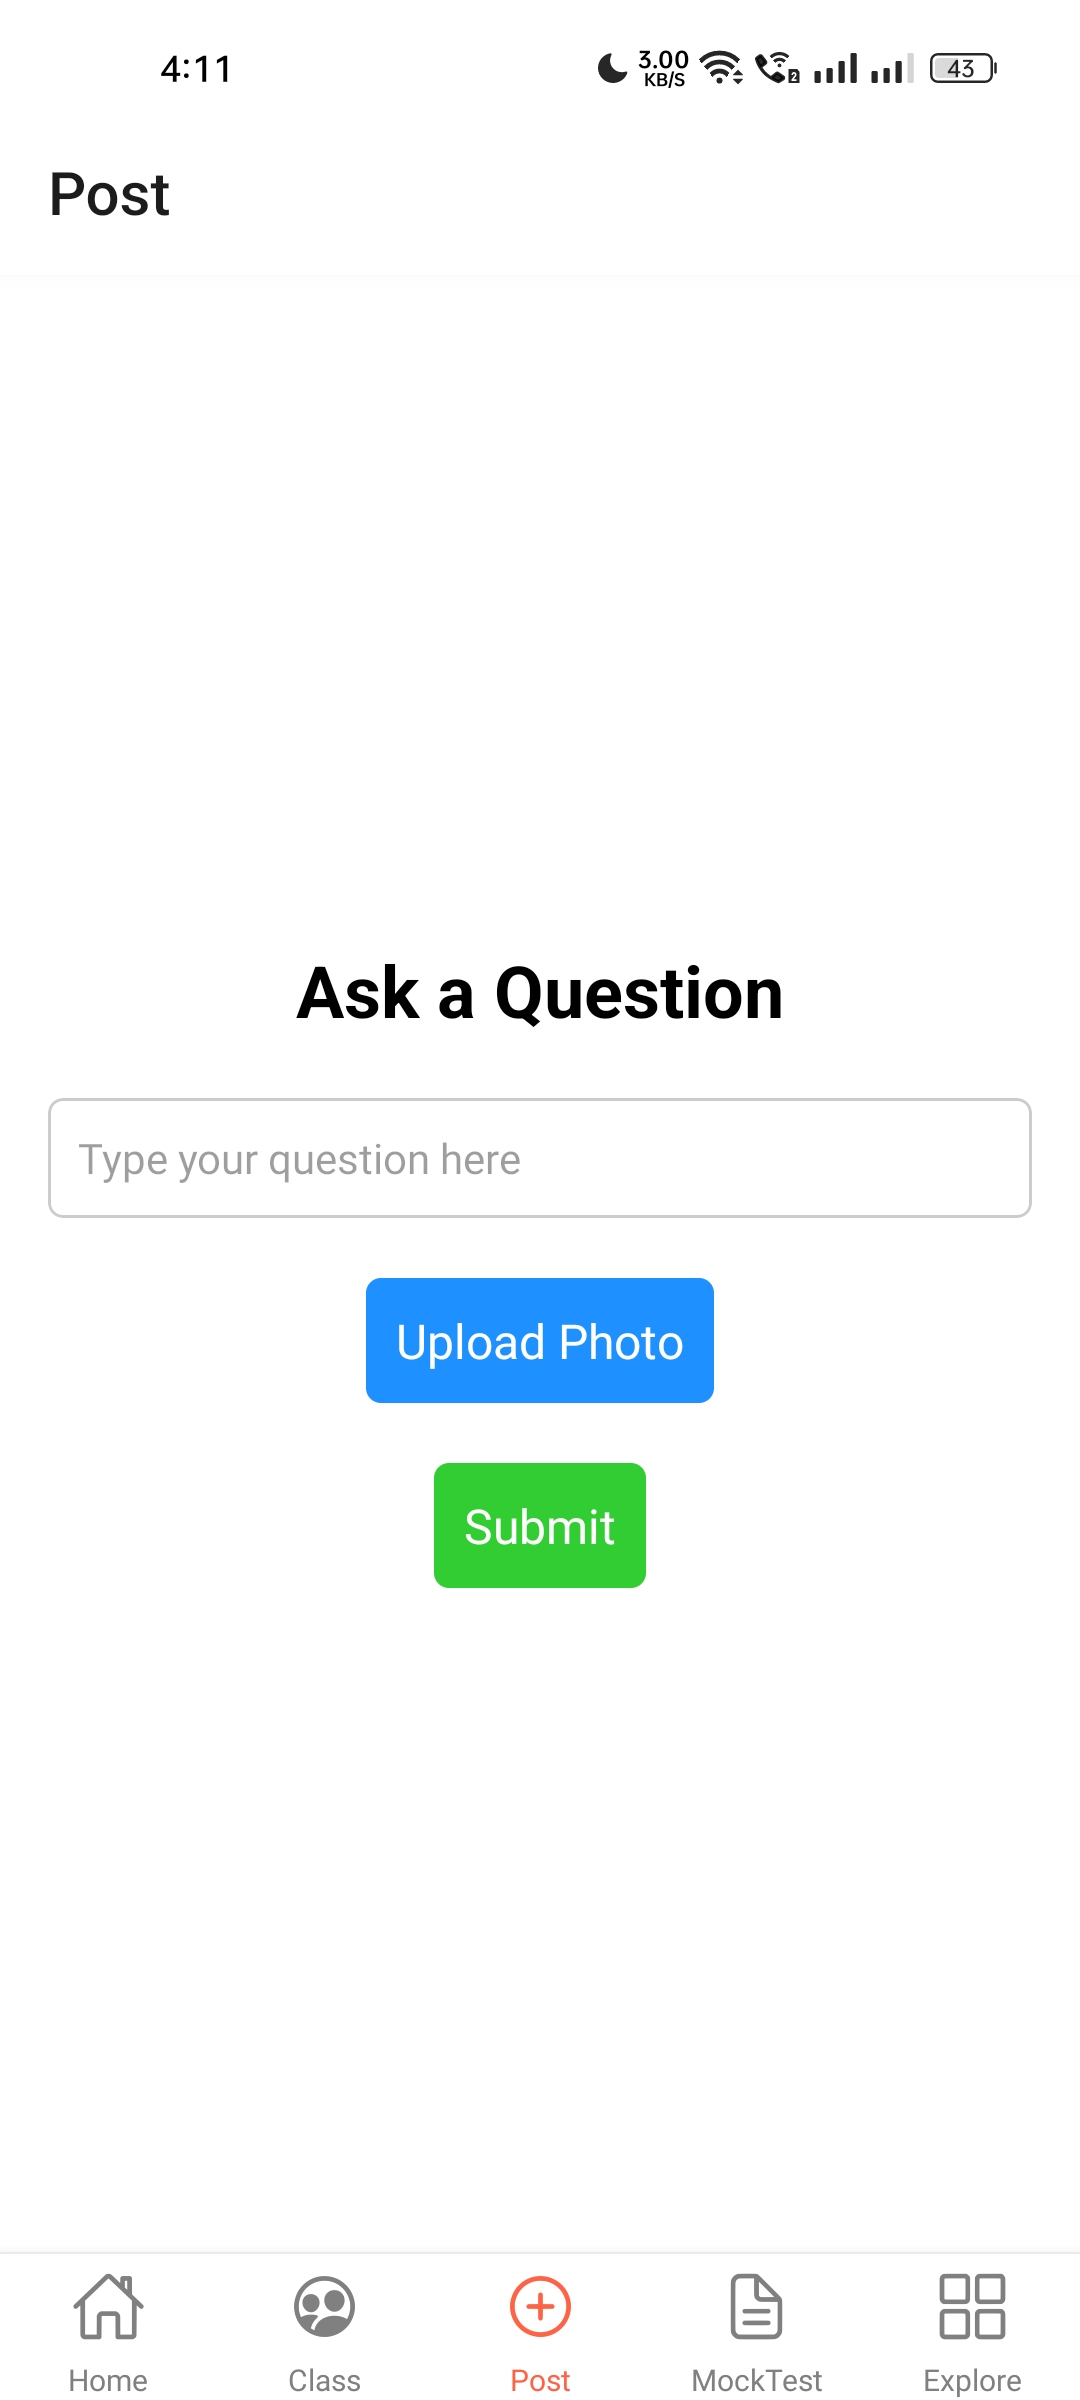 4:11
3.00
KB/S
2
43
Post
Ask a Question
Type your question here
Upload Photo
Submit
Home
Class
Post
MockTest
Explore